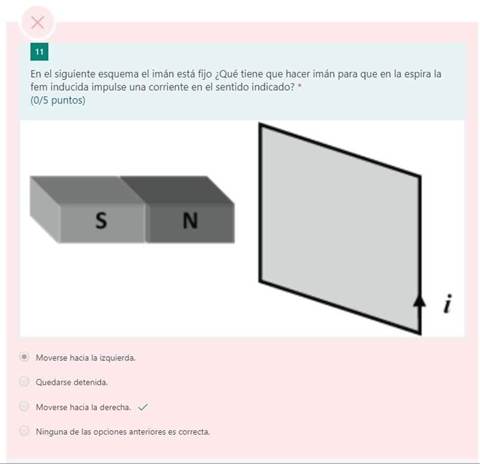 11
En el siguiente esquema el imán está fijo ¿Qué tiene que hacer imán para que en la espira la
fem inducida impulse una corriente en el sentido indicado? *
(0/5 puntos)
S N
i
Moverse hacia la izquierda.
Quedarse detenida.
Moverse hacia la derecha.
Ninguna de las opciones anteriores es correcta.